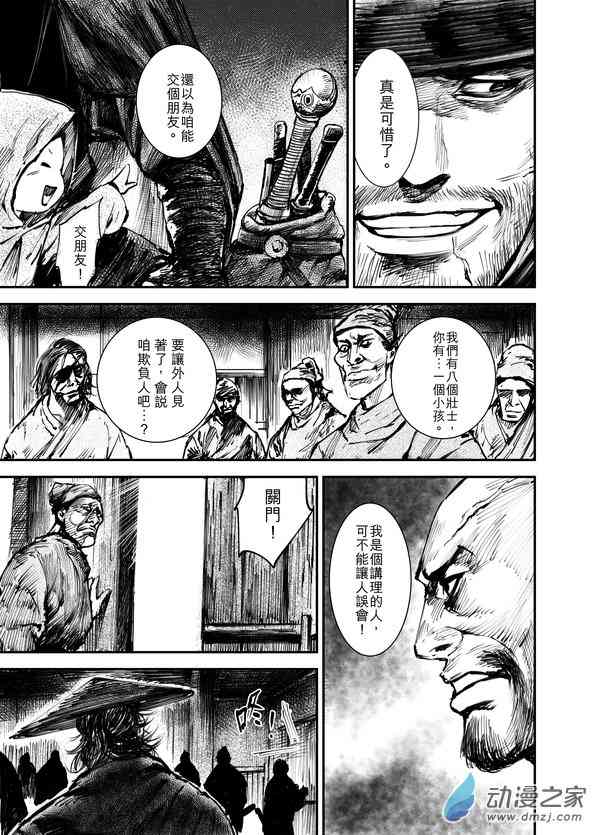 真是可惜了。
還以為咱能
交個朋友。
交朋友！
我們有八個壯士，
你有…一個小孩。
要讓外人見
著了，會說
咱欺負人吧…？
我是個講理的人，
可不能讓人誤會！
關門！
咚！
动漫之家
www.dmzj.com